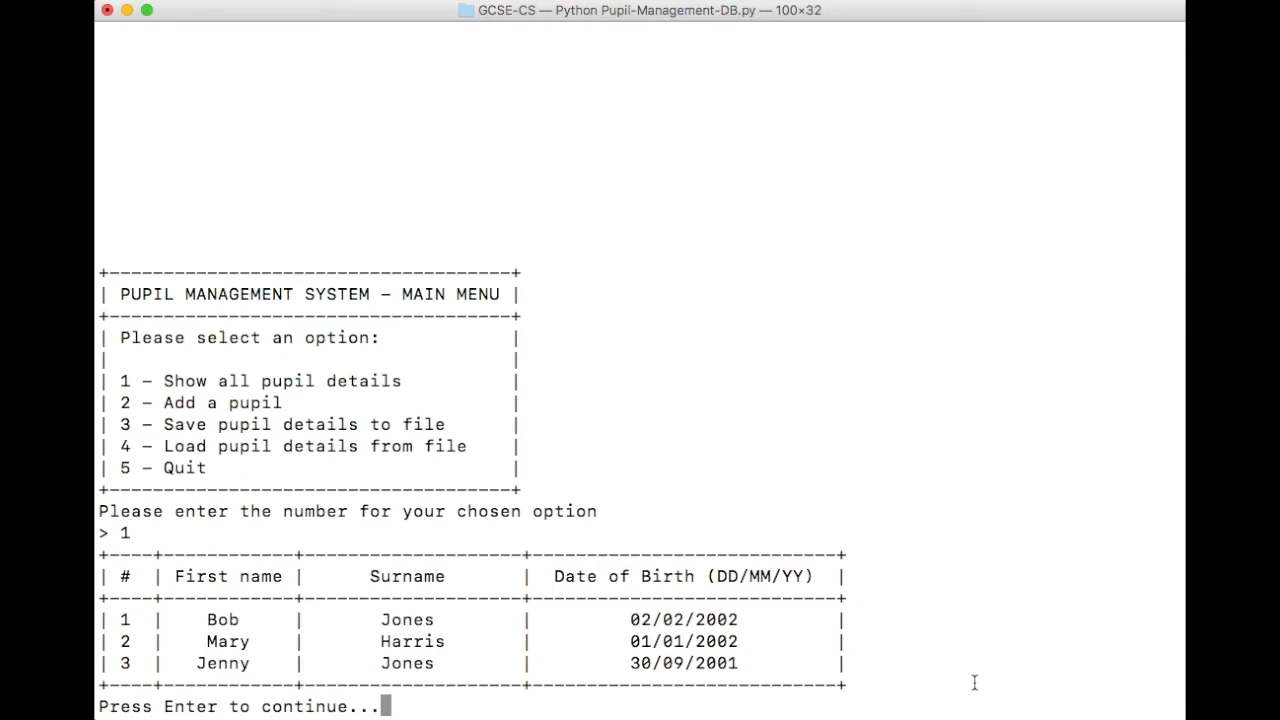 GCSE-CS — Python Pupil-Management-DB.py — 100×32
+-------------------------------------+
| PUPIL MANAGEMENT SYSTEM - MAIN MENU |
+-------------------------------------+
| Please select an option:            |
|                                     |
| 1 - Show all pupil details          |
| 2 - Add a pupil                     |
| 3 - Save pupil details to file      |
| 4 - Load pupil details from file    |
| 5 - Quit                            |
+-------------------------------------+
Please enter the number for your chosen option
> 1
+----+------------+--------------------+----------------------------+
| #  | First name |      Surname       |  Date of Birth (DD/MM/YY)  |
+----+------------+--------------------+----------------------------+
| 1  |    Bob     |       Jones        |         02/02/2002         |
| 2  |    Mary    |       Harris       |         01/01/2002         |
| 3  |   Jenny    |       Jones        |         30/09/2001         |
+----+------------+--------------------+----------------------------+
Press Enter to continue...